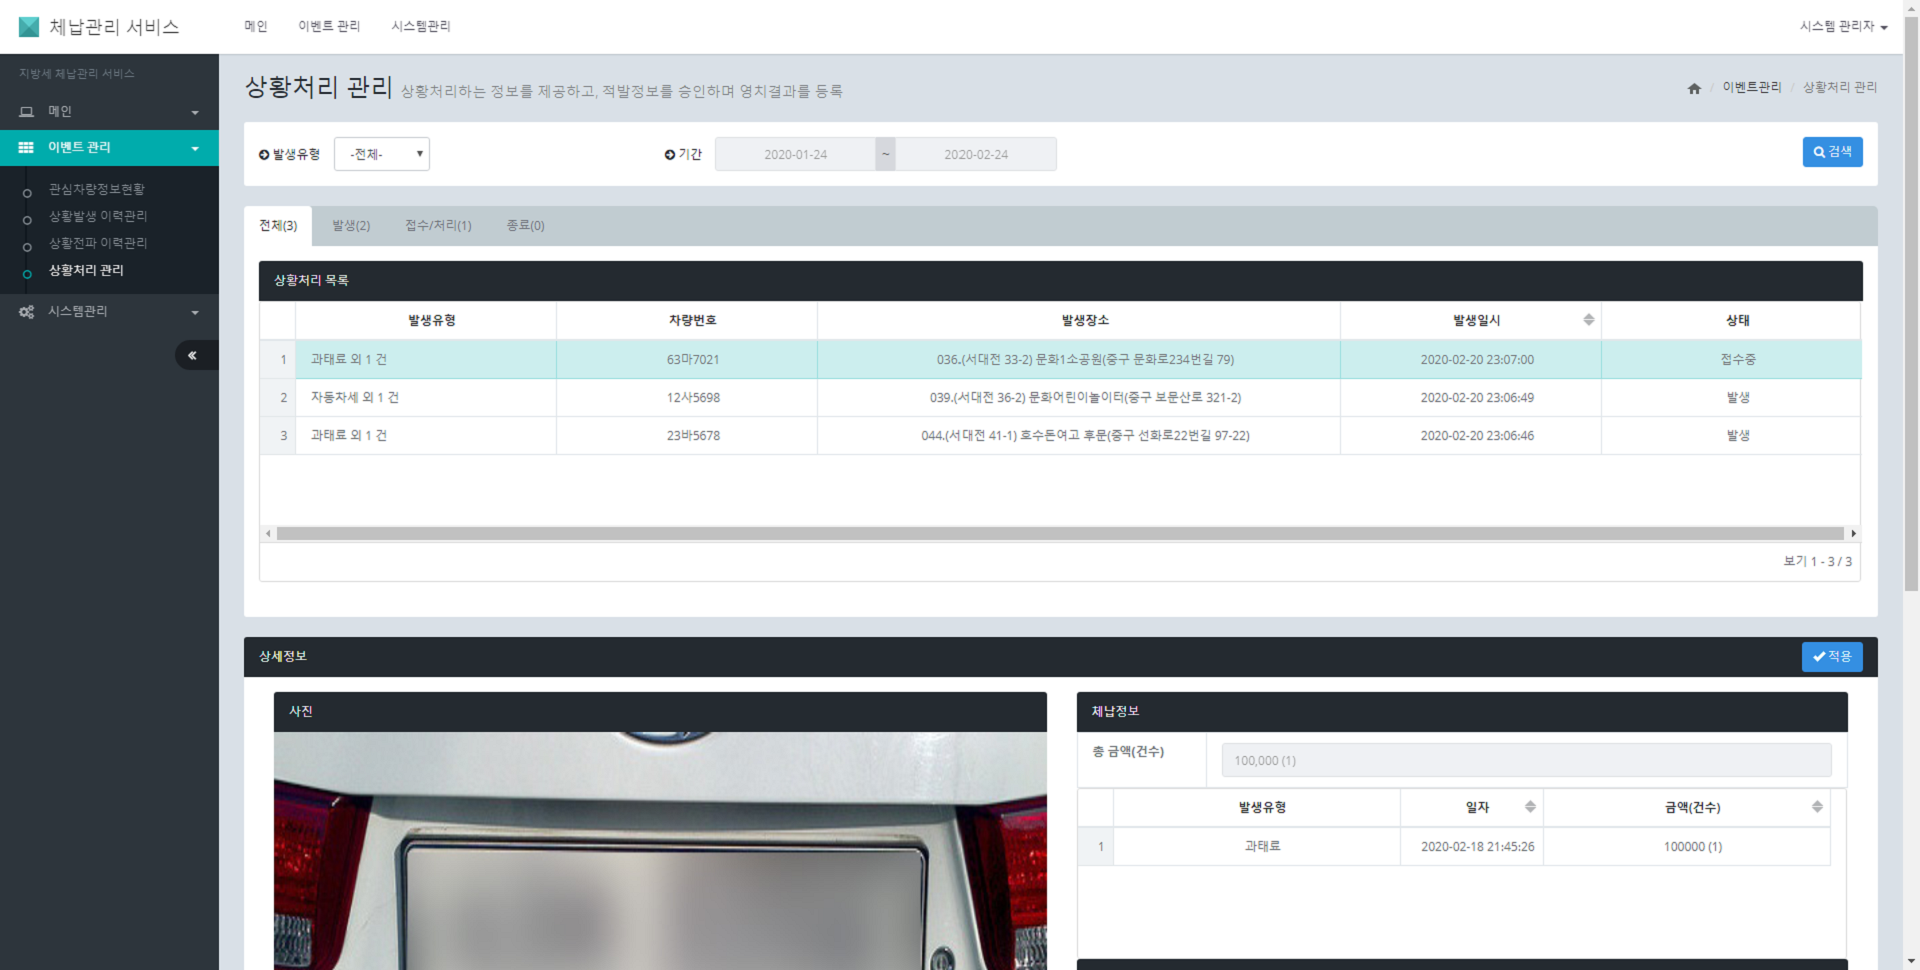 체납관리 서비스
메인 이벤트 관리 시스템관리
시스템 관리자
지방세 체납관리 서비스
메인
이벤트 관리
관심차량정보현황
상황발생 이력관리
상황전파 이력관리
상황처리 관리
시스템관리
상황처리 관리 상황처리하는 정보를 제공하고, 적발정보를 승인하며 영치결과를 등록
/ 이벤트관리 / 상황처리 관리
발생유형 -전체- 기간 2020-01-24 ~ 2020-02-24 검색
전체(3) 발생(2) 접수/처리(1) 종료(0)
상황처리 목록
발생유형 차량번호 발생장소 발생일시 상태
1 과태료 외 1 건 63마7021 036.(서대전 33-2) 문화1소공원(중구 문화로234번길 79) 2020-02-20 23:07:00 접수중
2 자동차세 외 1 건 12사5698 039.(서대전 36-2) 문화어린이놀이터(중구 보문산로 321-2) 2020-02-20 23:06:49 발생
3 과태료 외 1 건 23바5678 044.(서대전 41-1) 호수돈여고 후문(중구 선화로22번길 97-22) 2020-02-20 23:06:46 발생
보기 1 - 3 / 3
상세정보 적용
사진
체납정보
총 금액(건수) 100,000 (1)
발생유형 일자 금액(건수)
1 과태료 2020-02-18 21:45:26 100000 (1)